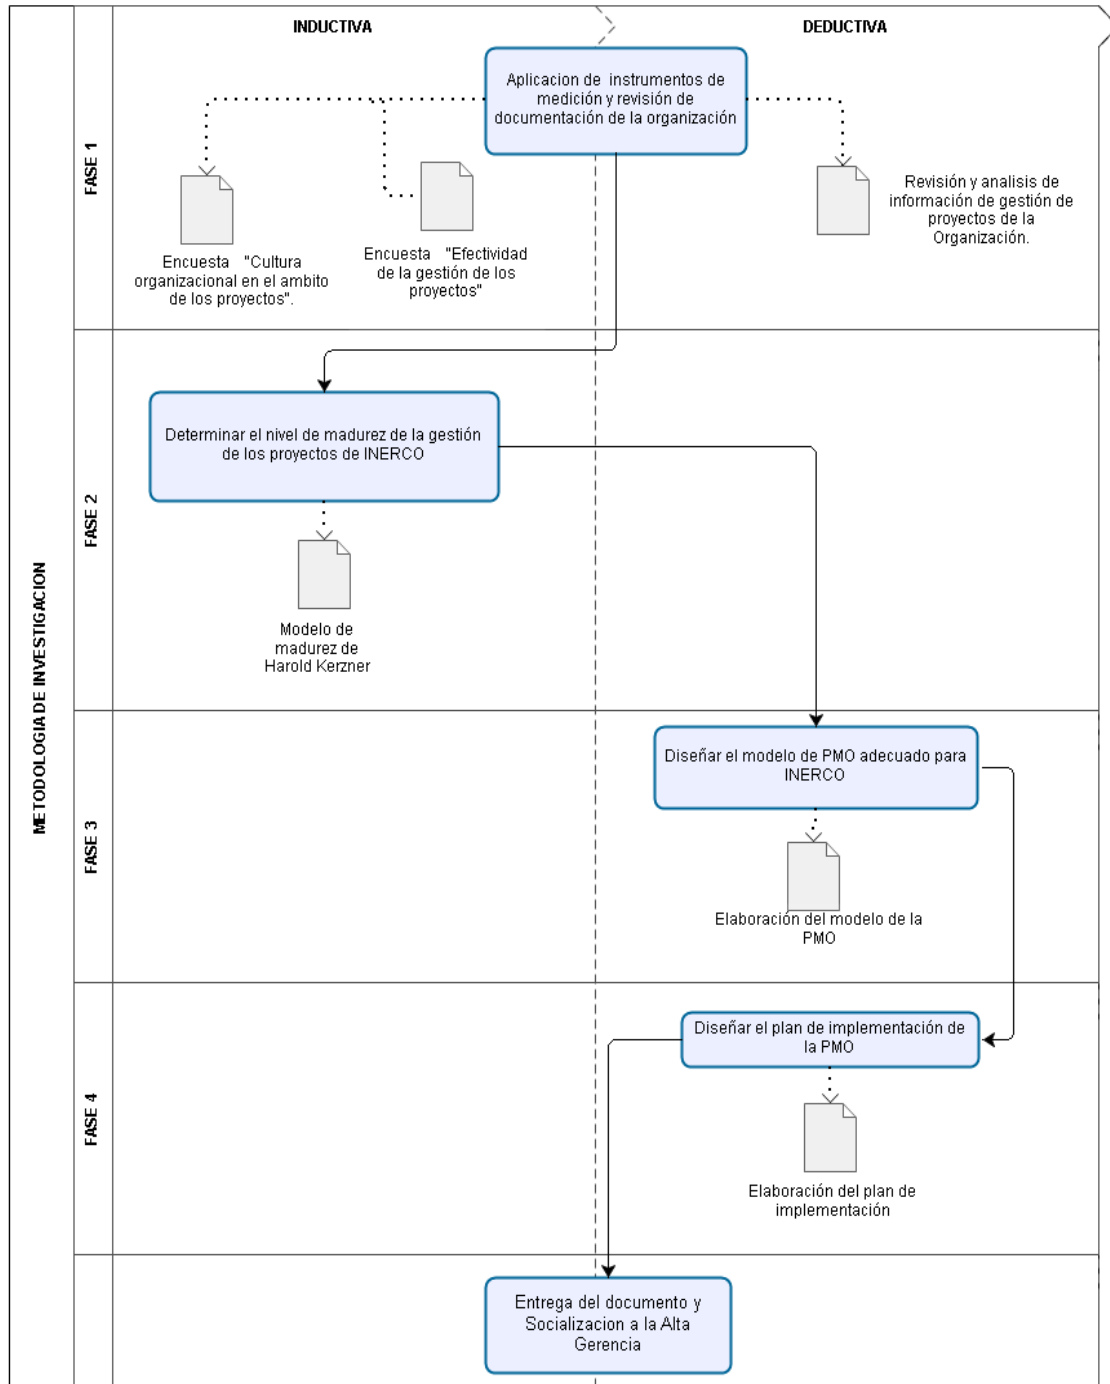 INDUCTIVA
DEDUCTIVA
METODOLOGIA DE INVESTIGACION
FASE 1
Aplicacion de instrumentos de
medición y revisión de
documentación de la organización
Encuesta "Cultura
organizacional en el ambito
de los proyectos".
Encuesta "Efectividad
de la gestión de los
proyectos"
Revisión y analisis de
información de gestión de
proyectos de la
Organización.
FASE 2
Determinar el nivel de madurez de la gestión
de los proyectos de INERCO
Modelo de
madurez de
Harold Kerzner
FASE 3
Diseñar el modelo de PMO adecuado para
INERCO
Elaboración del modelo de la
PMO
FASE 4
Diseñar el plan de implementación de
la PMO
Elaboración del plan de
implementación
Entrega del documento y
Socializacion a la Alta
Gerencia